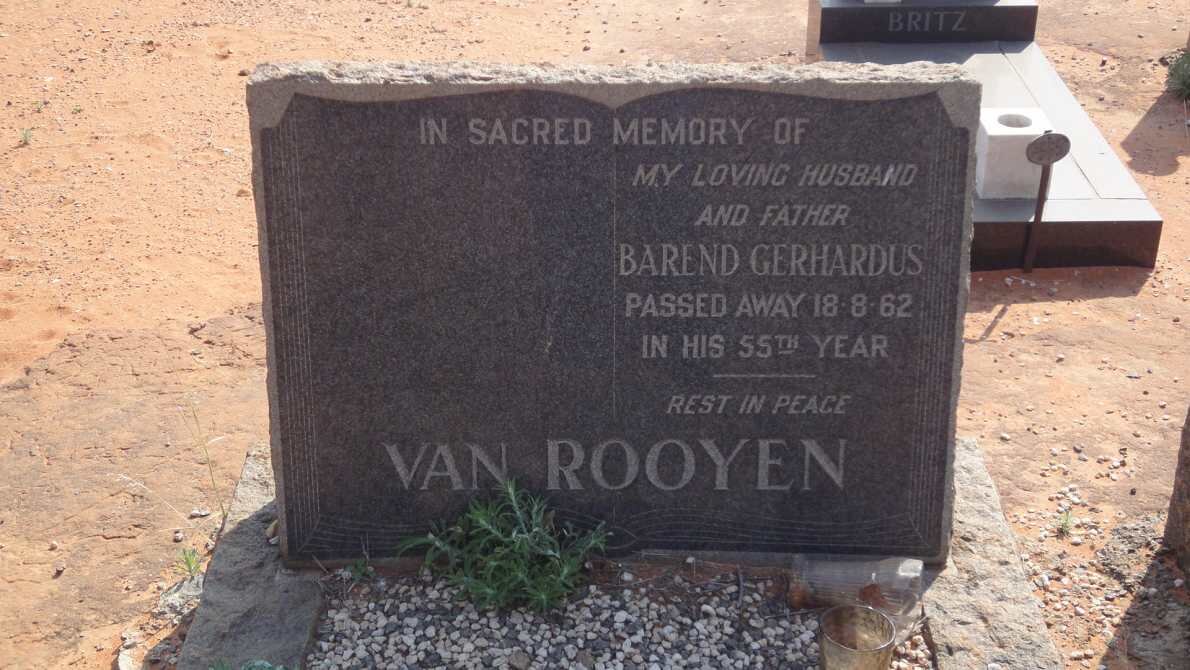 BRITZ
IN SACRED MEMORY OF
MY LOVING HUSBAND
AND FATHER
BAREND GERHARDUS
PASSED AWAY 18·8·62
IN HIS 55TH YEAR
REST IN PEACE
VAN ROOYEN